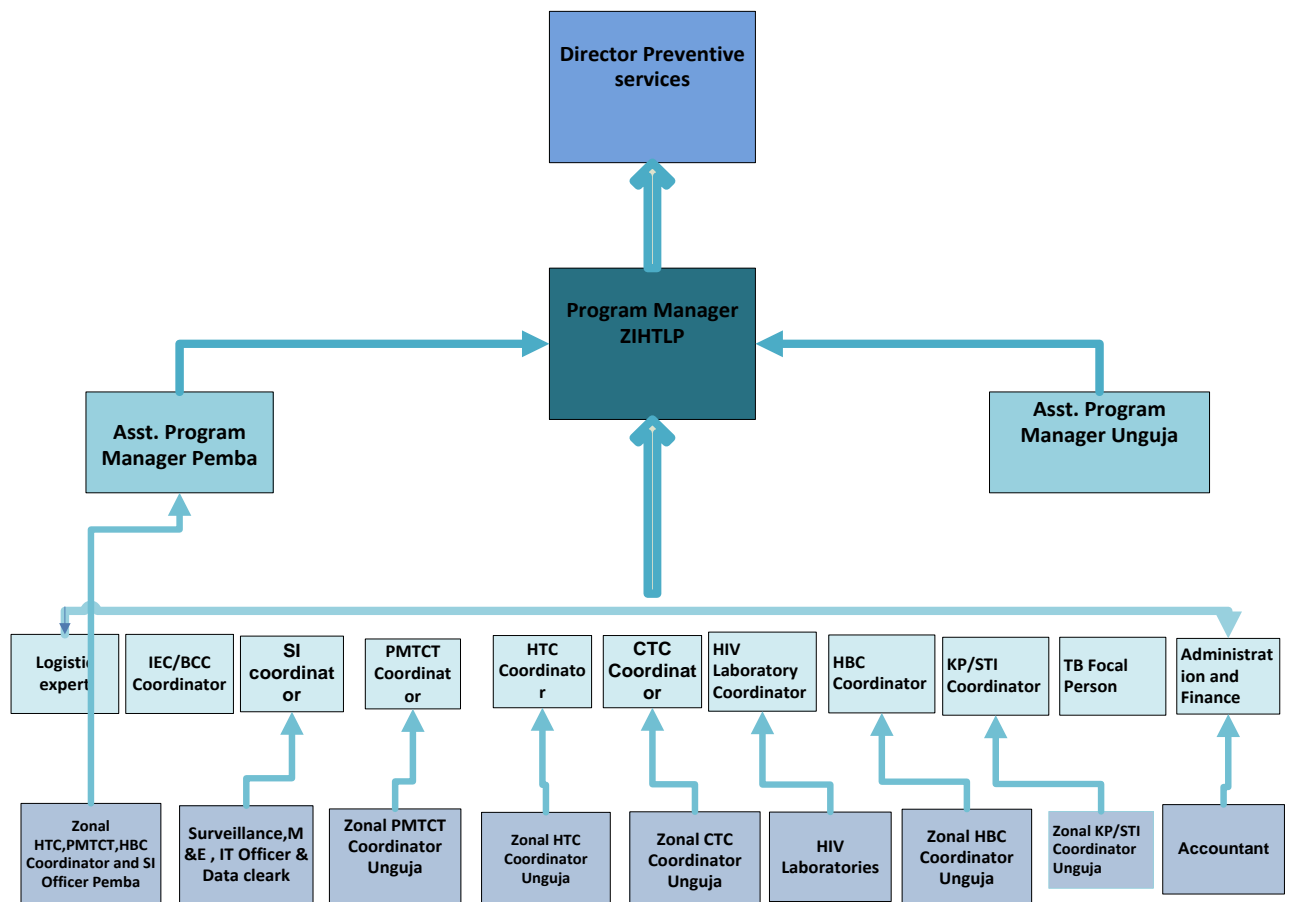 Director Preventive
services
Program Manager
ZIHTLP
Asst. Program
Manager Pemba
Asst. Program
Manager Unguja
Logistic
expert
IEC/BCC
Coordinator
SI
coordinat
or
PMTCT
Coordina
tor
HTC
Coordinato
r
CTC
Coordinat
or
HIV
Laboratory
Coordinator
HBC
Coordinator
KP/STI
Coordinator
TB Focal
Person
Administrat
ion and
Finance
Zonal
HTC,PMTCT,HBC
Coordinator and SI
Officer Pemba
Surveillance,M
&E , IT Officer &
Data cleark
Zonal PMTCT
Coordinator
Unguja
Zonal HTC
Coordinator
Unguja
Zonal CTC
Coordinator
Unguja
HIV
Laboratories
Zonal HBC
Coordinator
Unguja
Zonal KP/STI
Coordinator
Unguja
Accountant